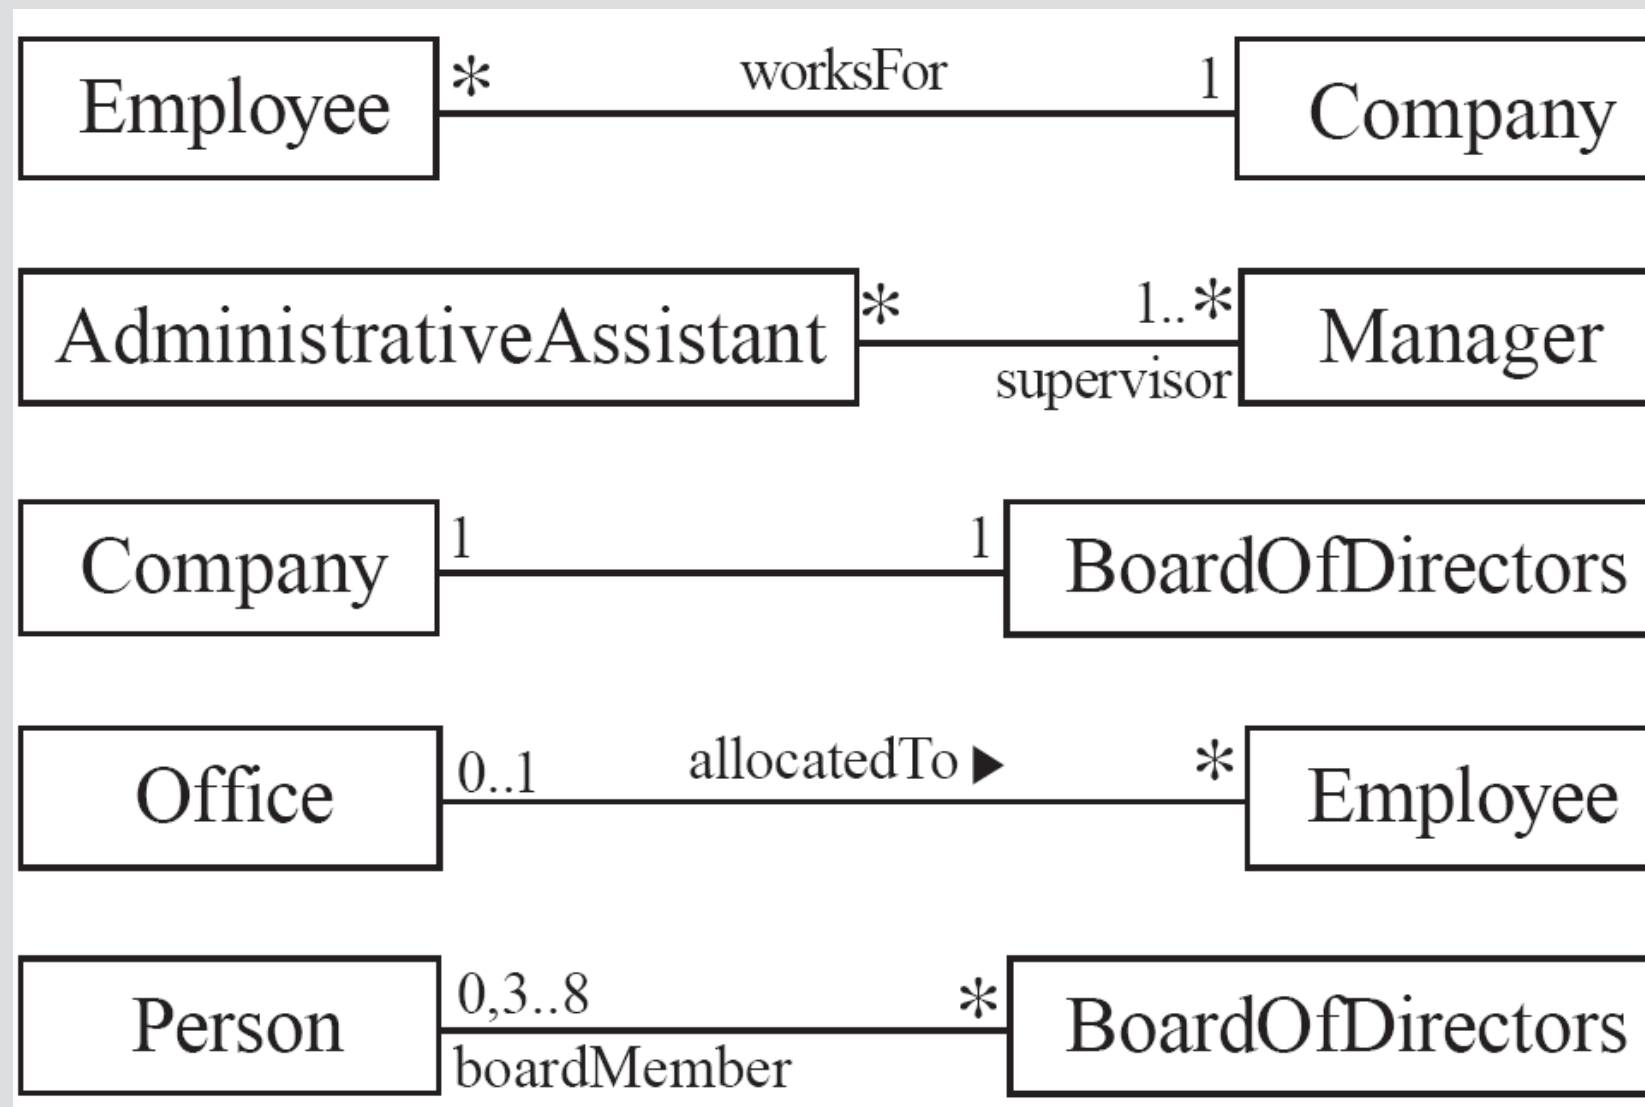 Employee * worksFor 1 Company
AdministrativeAssistant * 1..* Manager
supervisor
Company 1 1 BoardOfDirectors
Office 0..1 allocatedTo ▶ * Employee
Person 0,3..8 * BoardOfDirectors
boardMember